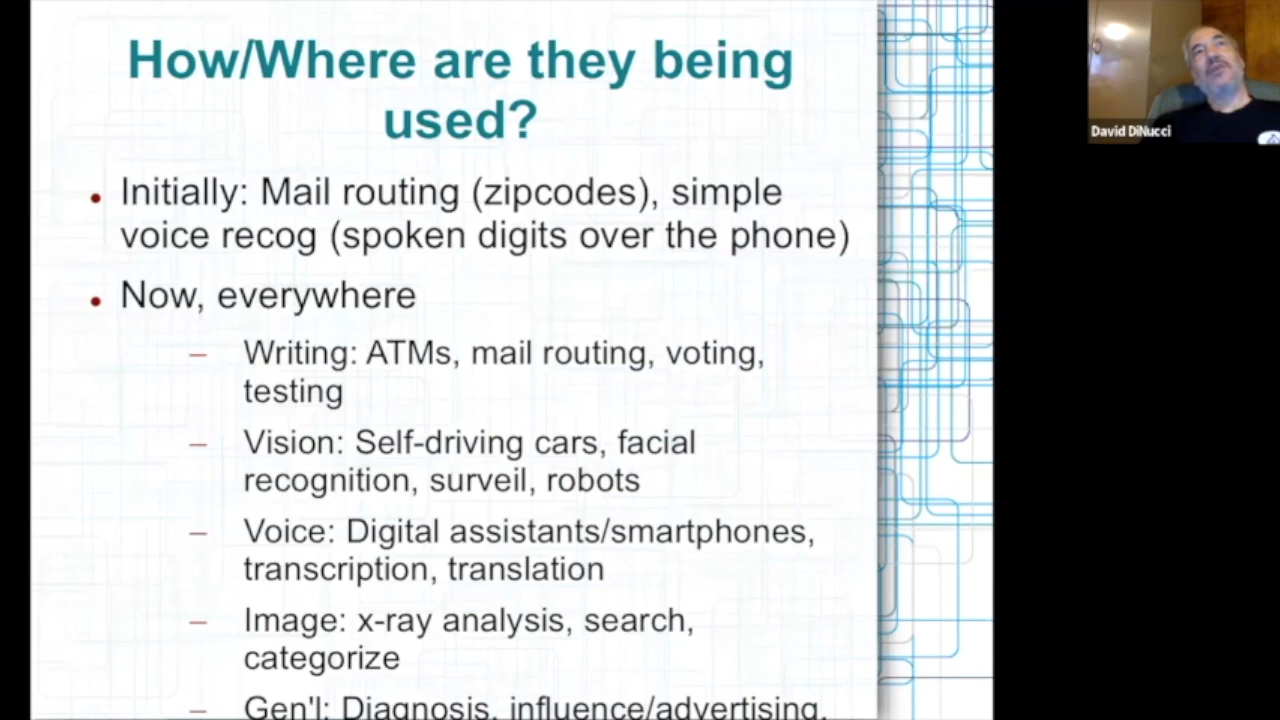 How/Where are they being
used?
• Initially: Mail routing (zipcodes), simple
voice recog (spoken digits over the phone)
• Now, everywhere
– Writing: ATMs, mail routing, voting,
testing
– Vision: Self-driving cars, facial
recognition, surveil, robots
– Voice: Digital assistants/smartphones,
transcription, translation
– Image: x-ray analysis, search,
categorize
– Gen'l: Diagnosis, influence/advertising,
David DiNucci